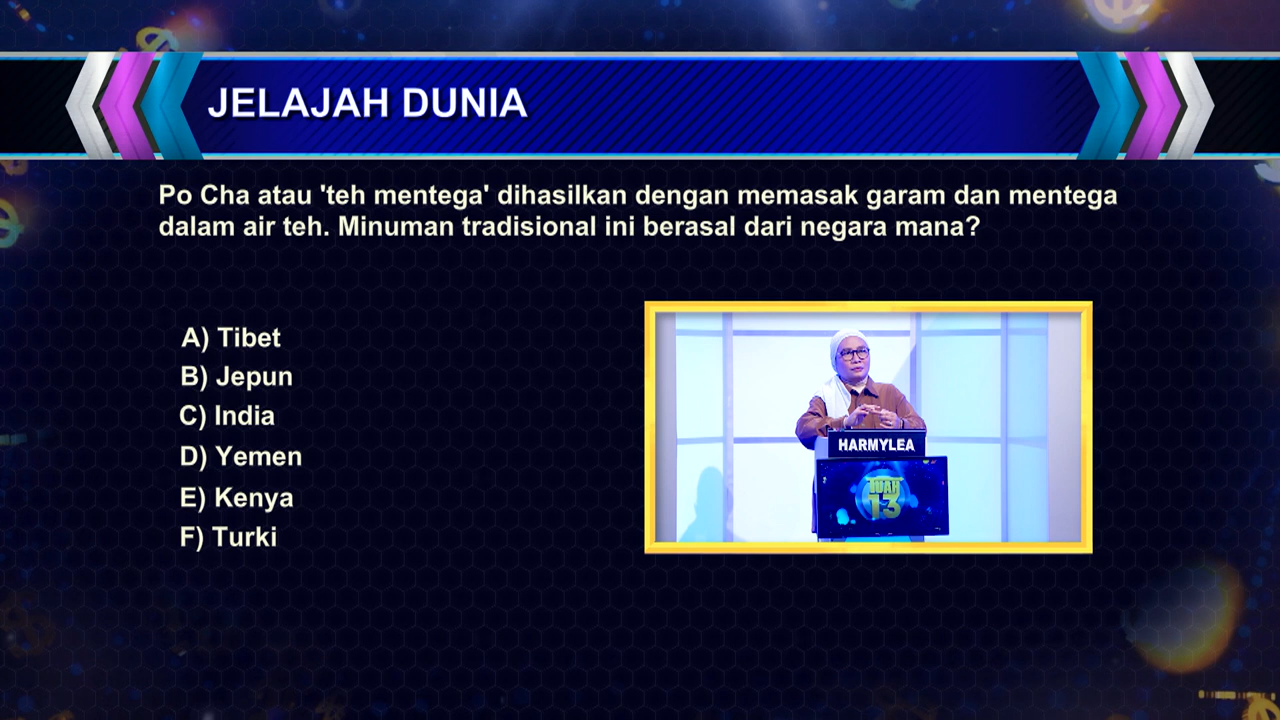 JELAJAH DUNIA
Po Cha atau 'teh mentega' dihasilkan dengan memasak garam dan mentega
dalam air teh. Minuman tradisional ini berasal dari negara mana?
A) Tibet
B) Jepun
C) India
D) Yemen
E) Kenya
F) Turki
HARMYLEA
JUAH
13